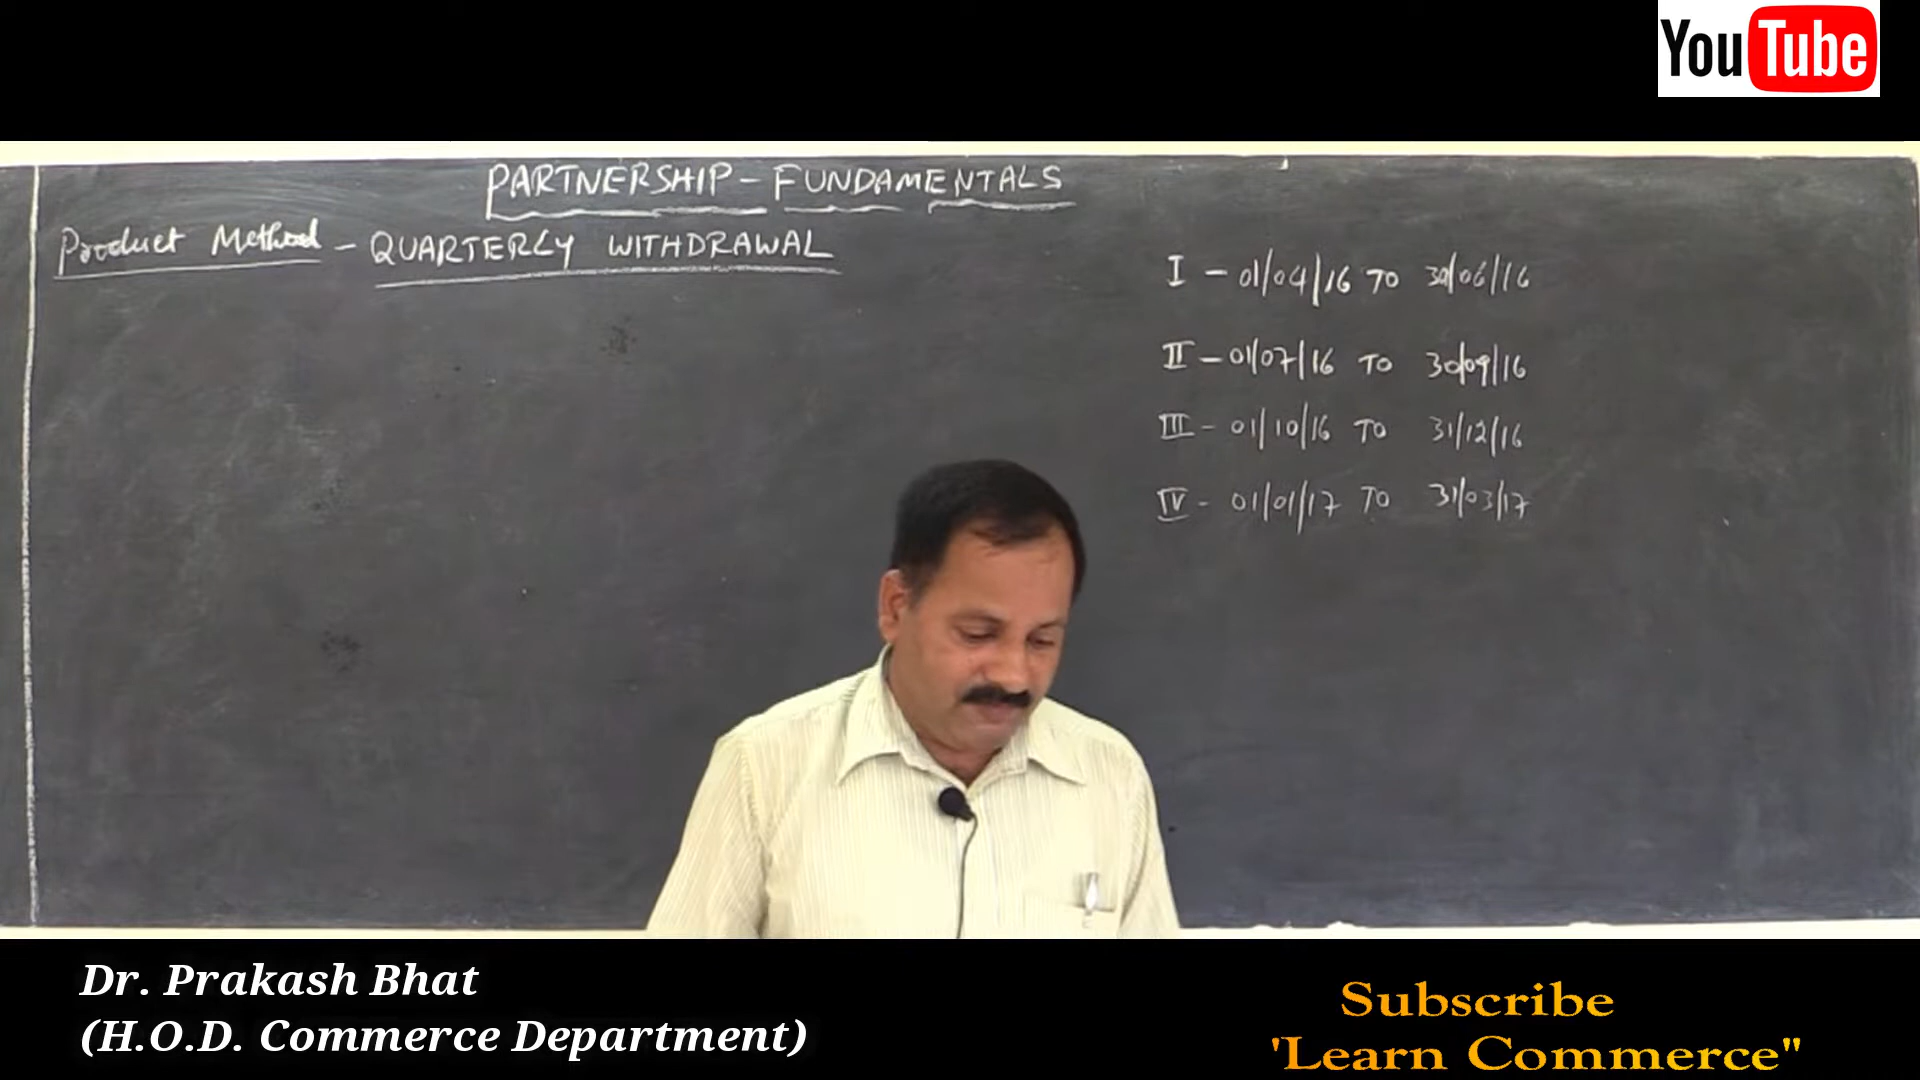 YouTube
PARTNERSHIP - FUNDAMENTALS
Product Method - QUARTERLY WITHDRAWAL
I - 01/04/16 TO 30/06/16
II - 01/07/16 TO 30/09/16
III - 01/10/16 TO 31/12/16
IV - 01/01/17 TO 31/03/17
Dr. Prakash Bhat
(H.O.D. Commerce Department)
Subscribe
'Learn Commerce"